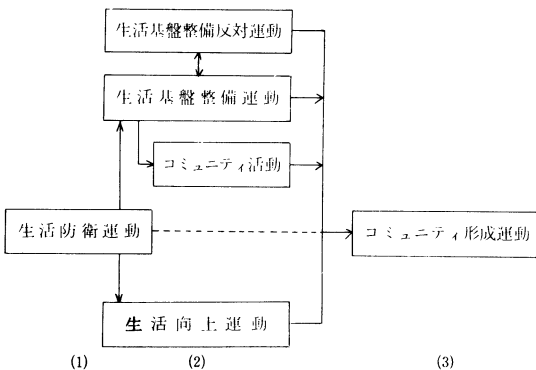 生活基盤整備反対運動
生活基盤整備運動
コミュニティ活動
生活防衛運動
コミュニティ形成運動
生活向上運動
(1)
(2)
(3)